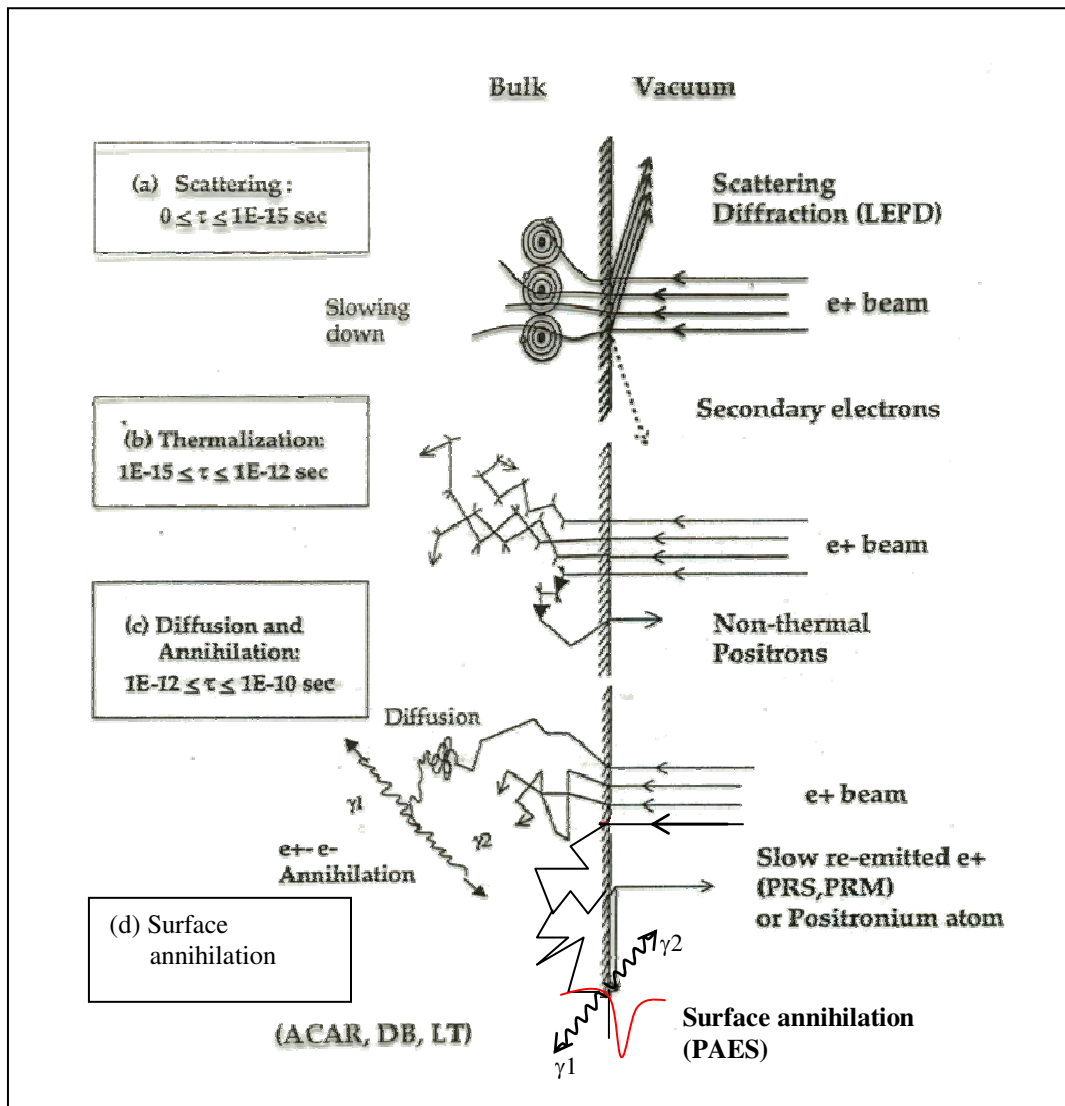 Bulk Vacuum
(a) Scattering :
0 ≤ τ ≤ 1E-15 sec
Scattering
Diffraction (LEPD)
e+ beam
Slowing
down
Secondary electrons
(b) Thermalization:
1E-15 ≤ τ ≤ 1E-12 sec
e+ beam
(c) Diffusion and
Annihilation:
1E-12 ≤ τ ≤ 1E-10 sec
Non-thermal
Positrons
Diffusion
γ1
γ2
e+- e-
Annihilation
e+ beam
Slow re-emitted e+
(PRS,PRM)
or Positronium atom
(d) Surface
annihilation
γ2
γ1
Surface annihilation
(PAES)
(ACAR, DB, LT)